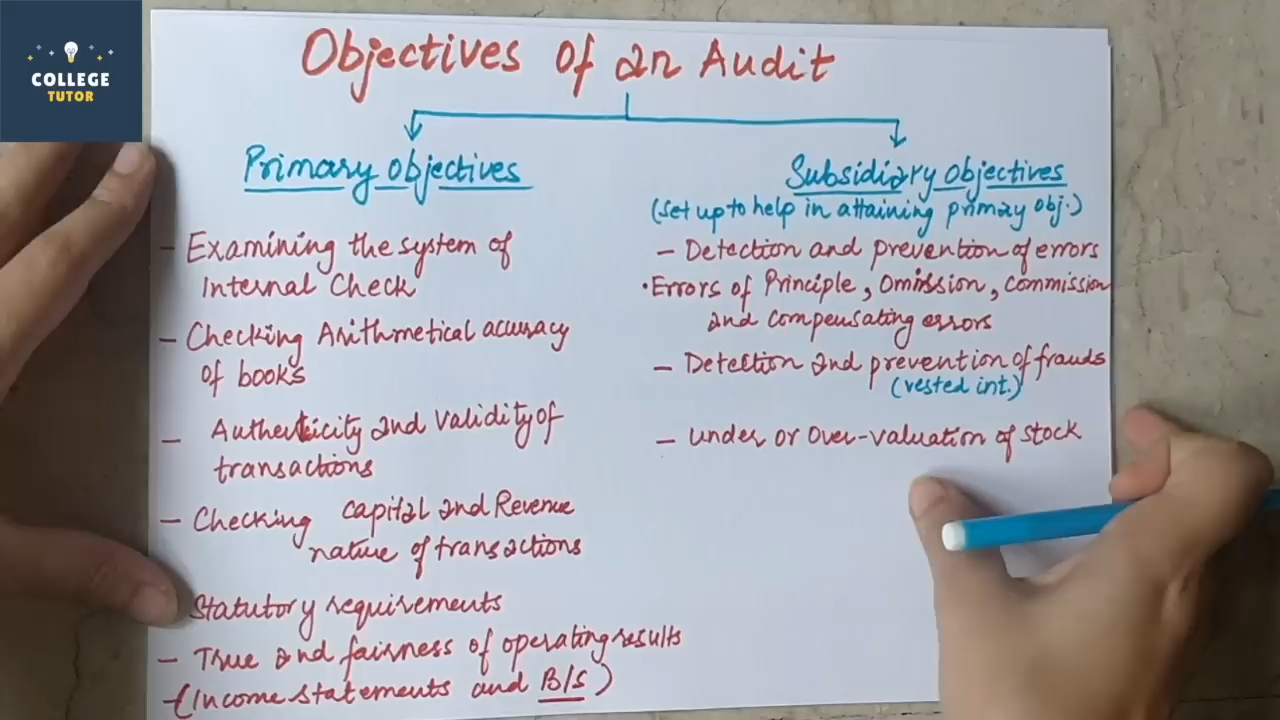 COLLEGE
TUTOR
Objectives of an Audit
Primary Objectives
- Examining the system of
Internal Check
- Checking Arithmetical accuracy
of books
- Authenticity and validity of
transactions
- Checking capital and Revenue
nature of transactions
Statutory requirements
- True and fairness of operating results
- (Income statements and B/S)
Subsidiary Objectives
(set up to help in attaining primary obj.)
- Detection and prevention of errors
• Errors of Principle, Omission, Commission
and compensating errors
- Detection and prevention of frauds
(vested int.)
- Under or Over-valuation of stock